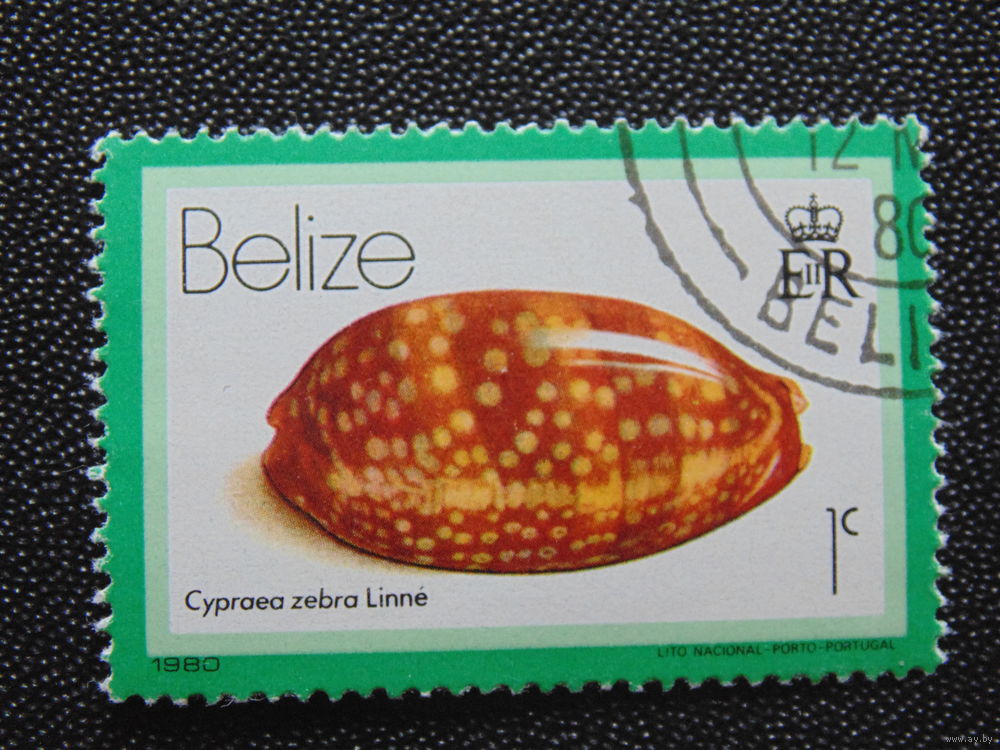 Belize
12 M
80
EIIR
BELI
1c
Cypraea zebra Linné
1980
LITO NACIONAL-PORTO-PORTUGAL
www.ay.by